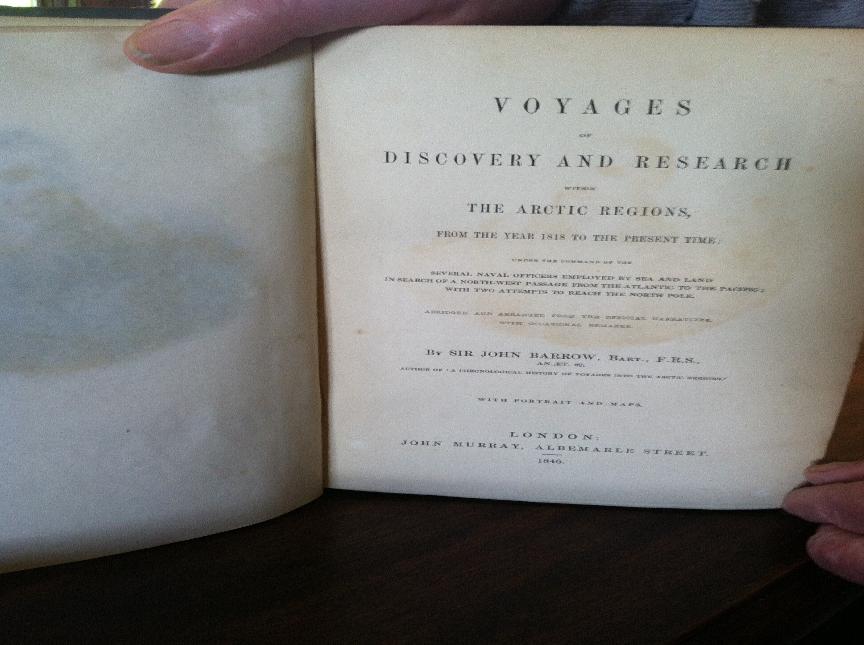 VOYAGES
OF
DISCOVERY AND RESEARCH
WITHIN
THE ARCTIC REGIONS,
FROM THE YEAR 1818 TO THE PRESENT TIME:
UNDER THE COMMAND OF THE
SEVERAL NAVAL OFFICERS EMPLOYED BY SEA AND LAND
IN SEARCH OF A NORTH-WEST PASSAGE FROM THE ATLANTIC TO THE PACIFIC;
WITH TWO ATTEMPTS TO REACH THE NORTH POLE.
ABRIDGED AND ARRANGED FROM THE OFFICIAL NARRATIVES,
WITH OCCASIONAL REMARKS.
By SIR JOHN BARROW, Bart., F.R.S.,
AN. ÆT. 82,
AUTHOR OF "A CHRONOLOGICAL HISTORY OF VOYAGES INTO THE ARCTIC REGIONS."
WITH PORTRAIT AND MAPS.
LONDON:
JOHN MURRAY, ALBEMARLE STREET.
1846.